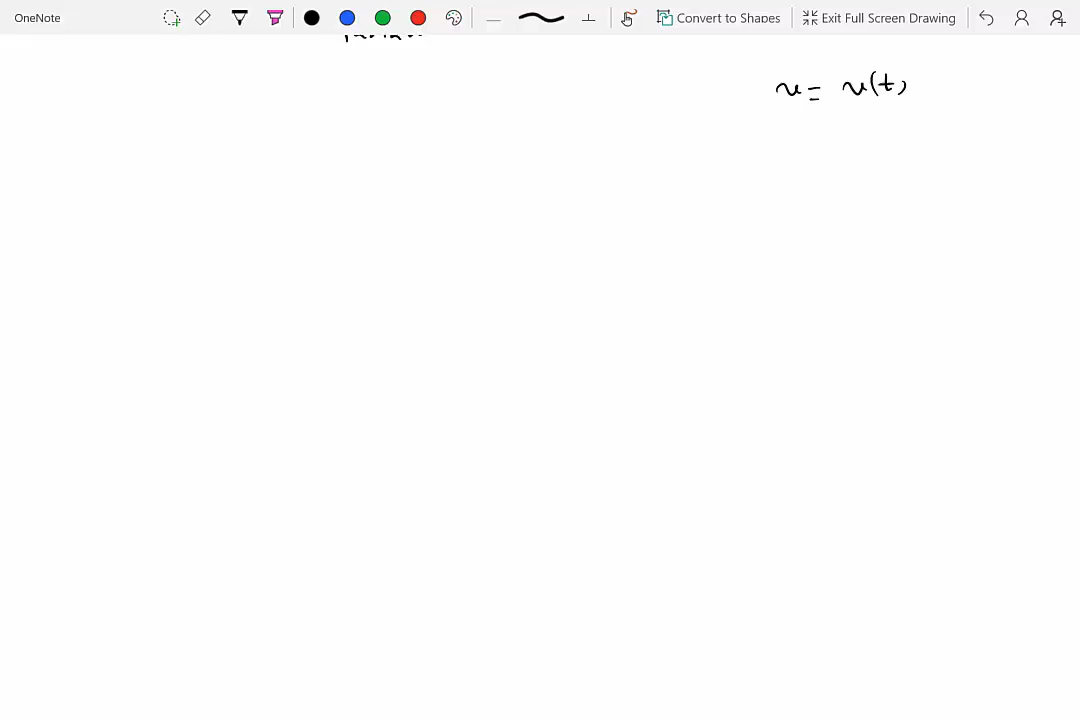 OneNote Convert to Shapes Exit Full Screen Drawing
u = u(t,